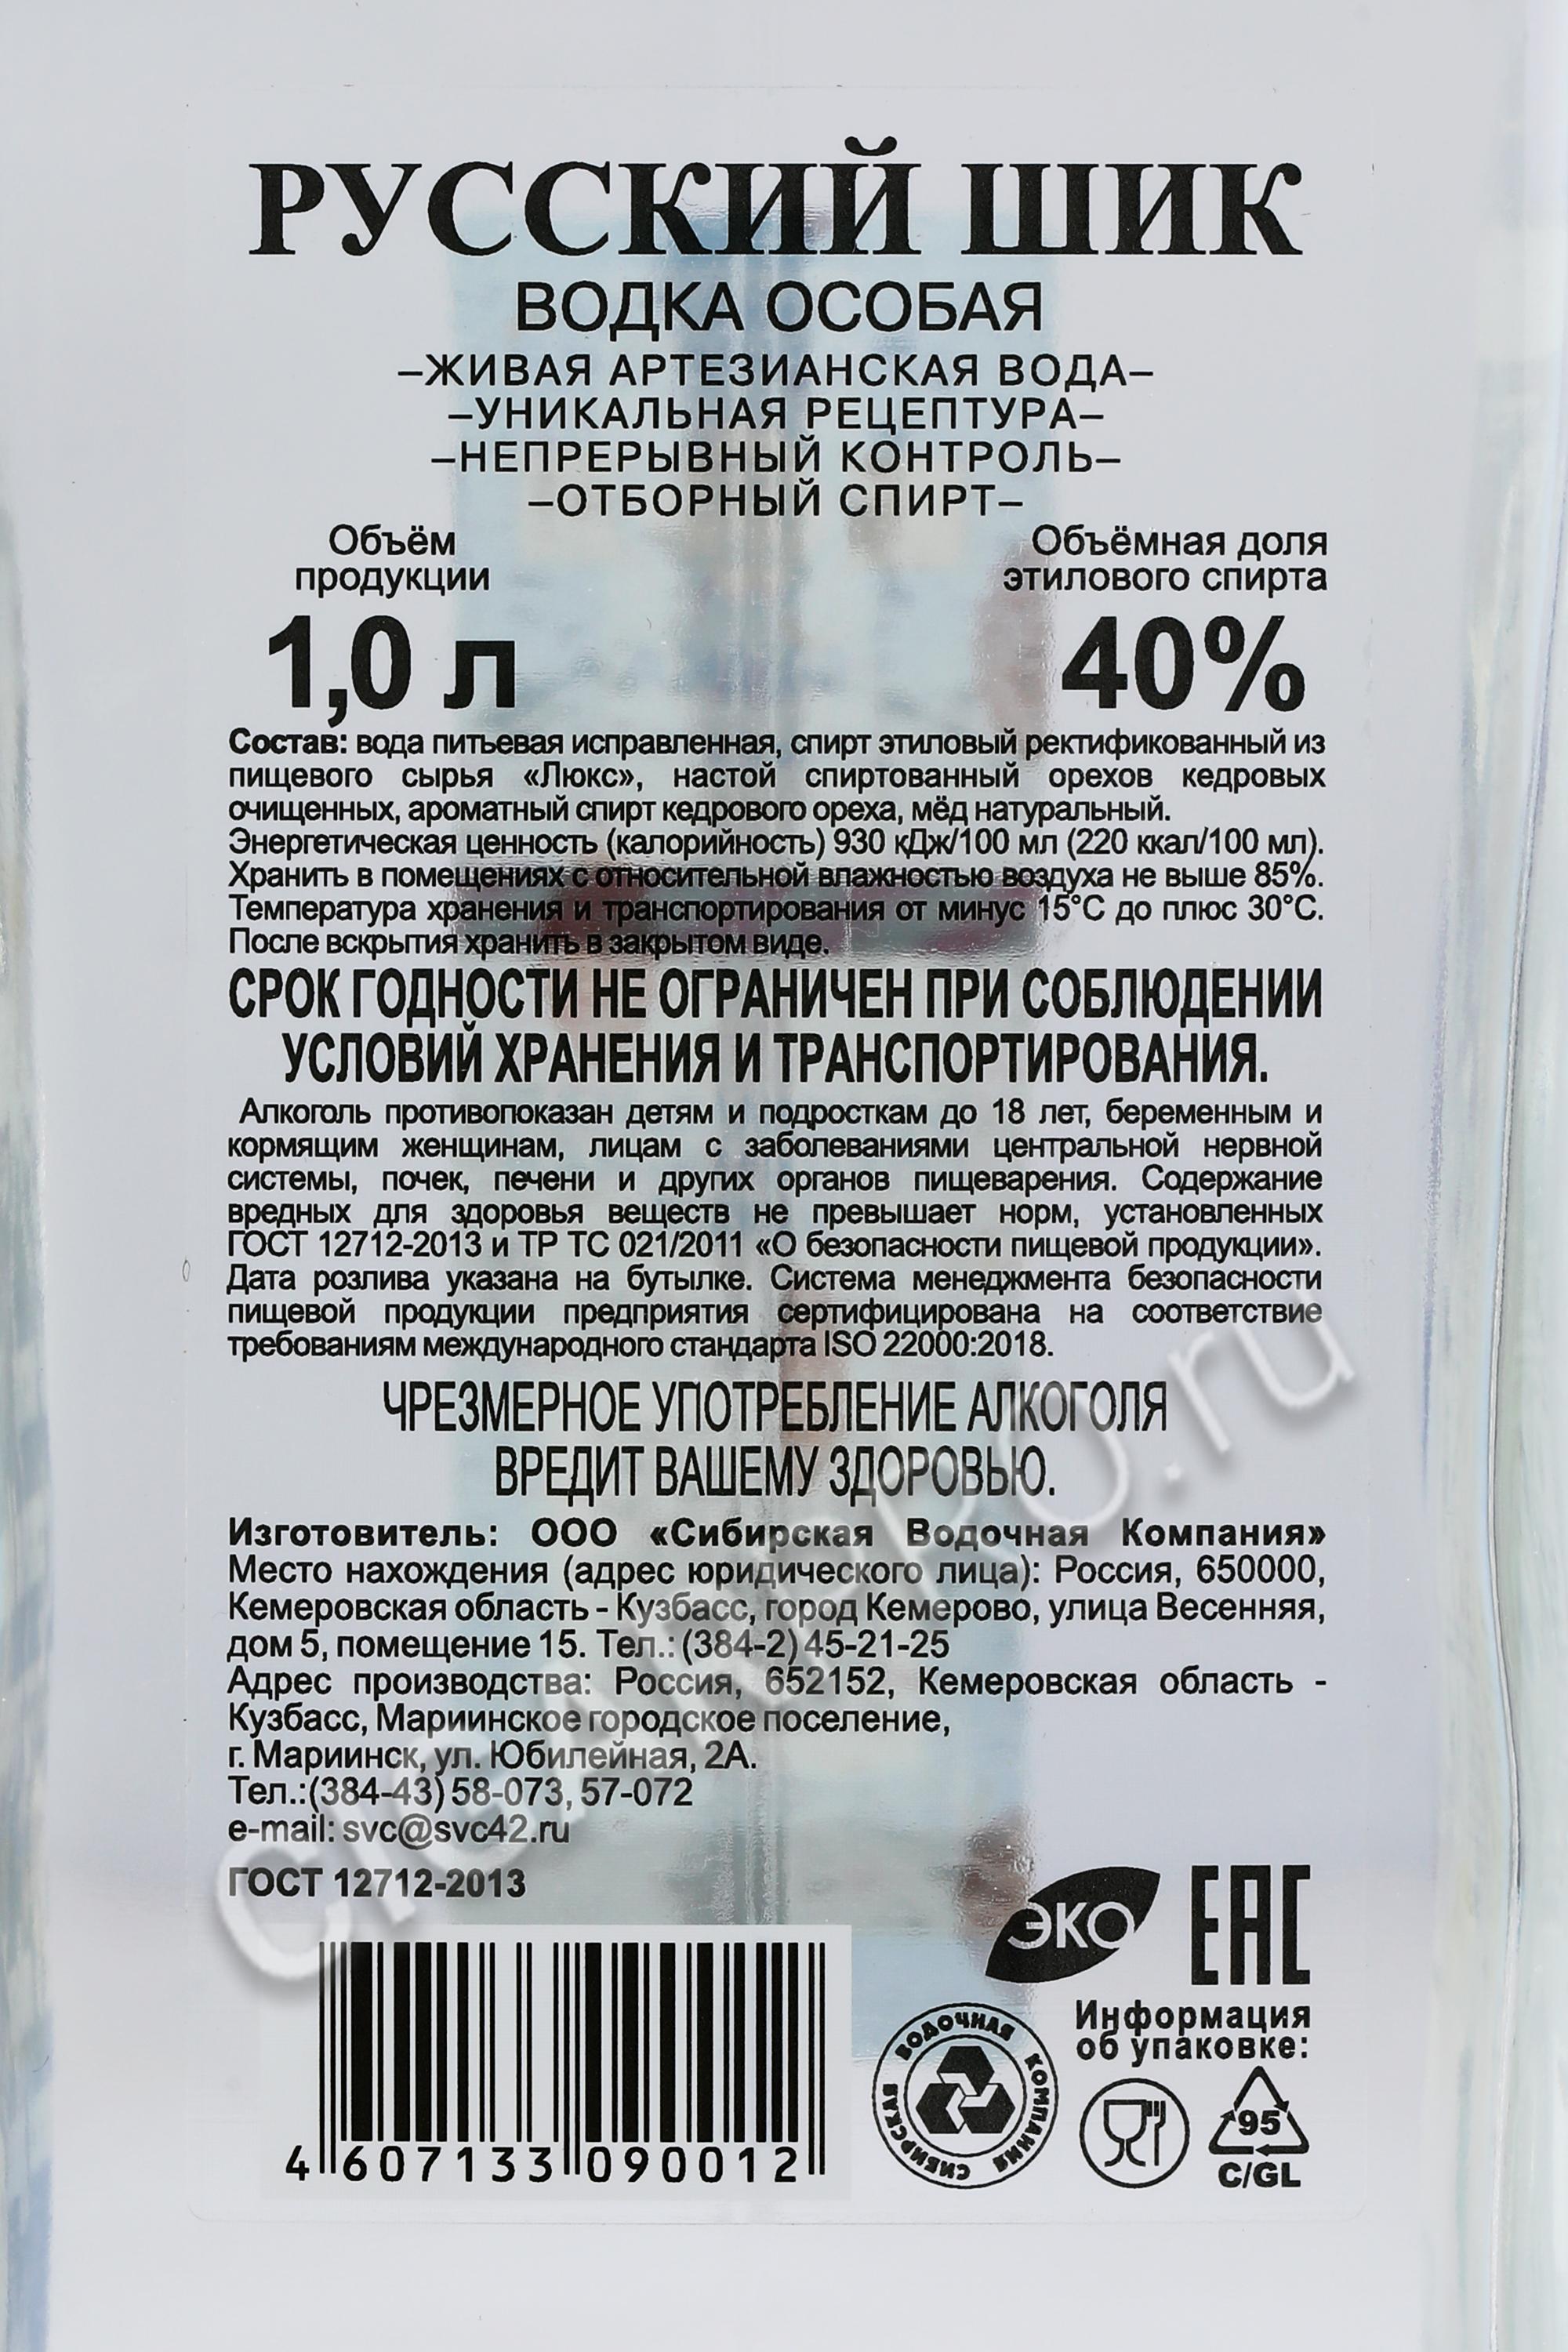 РУССКИЙ ШИК
ВОДКА ОСОБАЯ
–ЖИВАЯ АРТЕЗИАНСКАЯ ВОДА–
–УНИКАЛЬНАЯ РЕЦЕПТУРА–
–НЕПРЕРЫВНЫЙ КОНТРОЛЬ–
–ОТБОРНЫЙ СПИРТ–
Объём
продукции
1,0 л
Объёмная доля
этилового спирта
40%
Состав: вода питьевая исправленная, спирт этиловый ректификованный из
пищевого сырья «Люкс», настой спиртованный орехов кедровых
очищенных, ароматный спирт кедрового ореха, мёд натуральный.
Энергетическая ценность (калорийность) 930 кДж/100 мл (220 ккал/100 мл).
Хранить в помещениях с относительной влажностью воздуха не выше 85%.
Температура хранения и транспортирования от минус 15°С до плюс 30°С.
После вскрытия хранить в закрытом виде.
СРОК ГОДНОСТИ НЕ ОГРАНИЧЕН ПРИ СОБЛЮДЕНИИ
УСЛОВИЙ ХРАНЕНИЯ И ТРАНСПОРТИРОВАНИЯ.
Алкоголь противопоказан детям и подросткам до 18 лет, беременным и
кормящим женщинам, лицам с заболеваниями центральной нервной
системы, почек, печени и других органов пищеварения. Содержание
вредных для здоровья веществ не превышает норм, установленных
ГОСТ 12712-2013 и ТР ТС 021/2011 «О безопасности пищевой продукции».
Дата розлива указана на бутылке. Система менеджмента безопасности
пищевой продукции предприятия сертифицирована на соответствие
требованиям международного стандарта ISO 22000:2018.
ЧРЕЗМЕРНОЕ УПОТРЕБЛЕНИЕ АЛКОГОЛЯ
ВРЕДИТ ВАШЕМУ ЗДОРОВЬЮ.
Изготовитель: ООО «Сибирская Водочная Компания»
Место нахождения (адрес юридического лица): Россия, 650000,
Кемеровская область - Кузбасс, город Кемерово, улица Весенняя,
дом 5, помещение 15. Тел.: (384-2) 45-21-25
Адрес производства: Россия, 652152, Кемеровская область -
Кузбасс, Мариинское городское поселение,
г. Мариинск, ул. Юбилейная, 2А.
Тел.:(384-43) 58-073, 57-072
e-mail: svc@svc42.ru
ГОСТ 12712-2013
ЭКО
ЕАС
Информация
об упаковке:
СИБИРСКАЯ ВОДОЧНАЯ КОМПАНИЯ
95
C/GL
4 607133 090012
CIGARPRO.ru